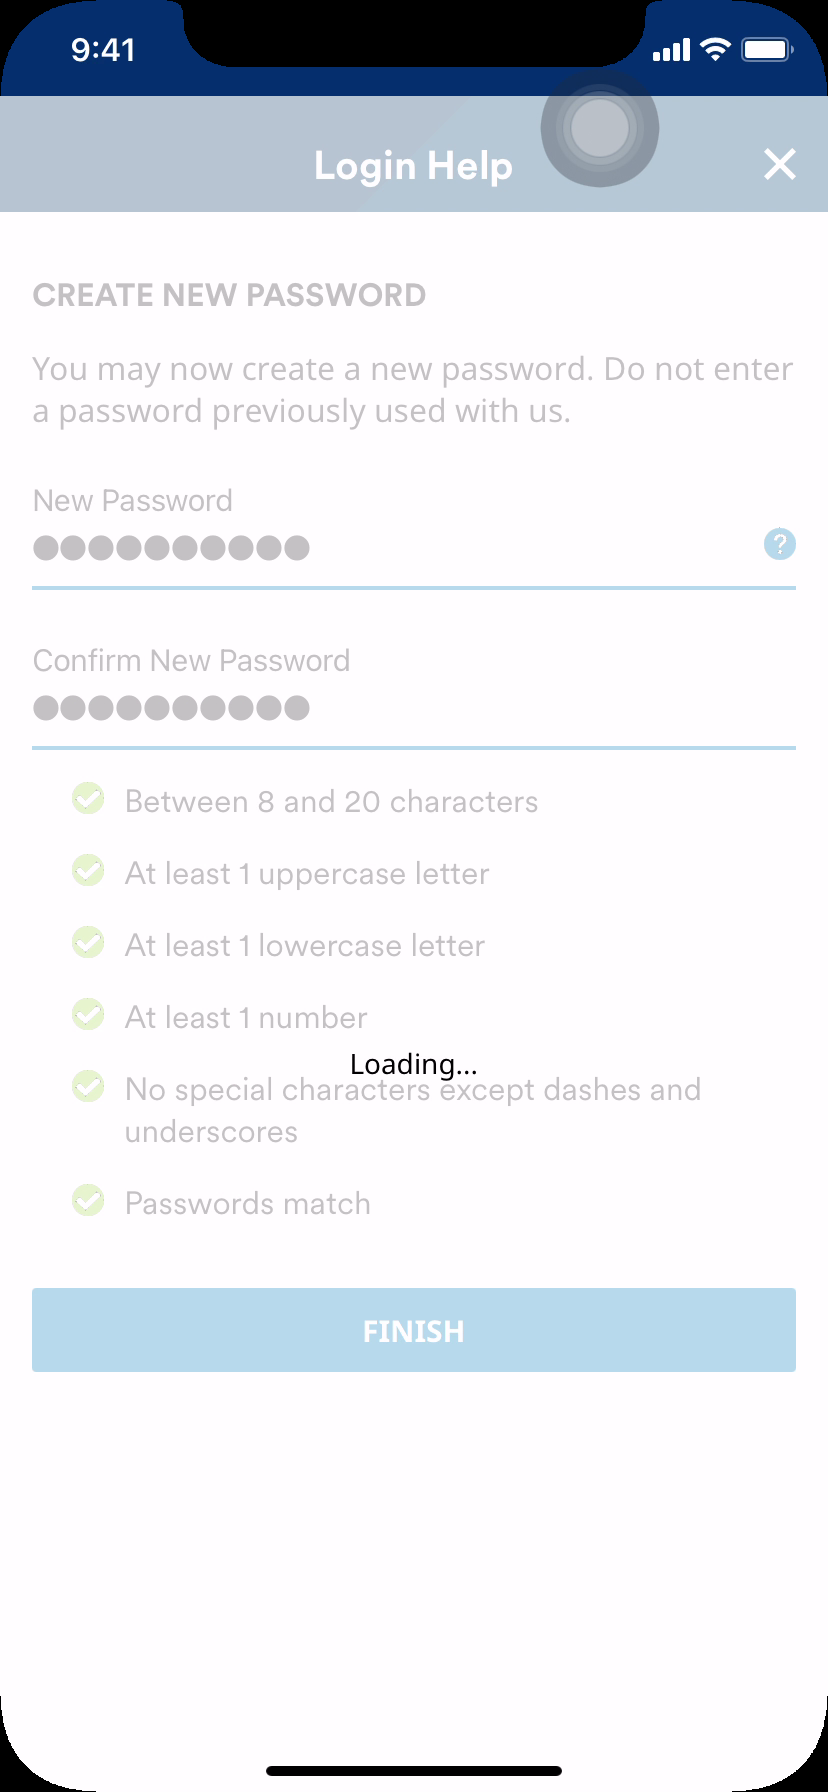 9:41
Login Help
CREATE NEW PASSWORD
You may now create a new password. Do not enter
a password previously used with us.
New Password
?
Confirm New Password
Between 8 and 20 characters
At least 1 uppercase letter
At least 1 lowercase letter
At least 1 number
Loading...
No special characters except dashes and
underscores
Passwords match
FINISH